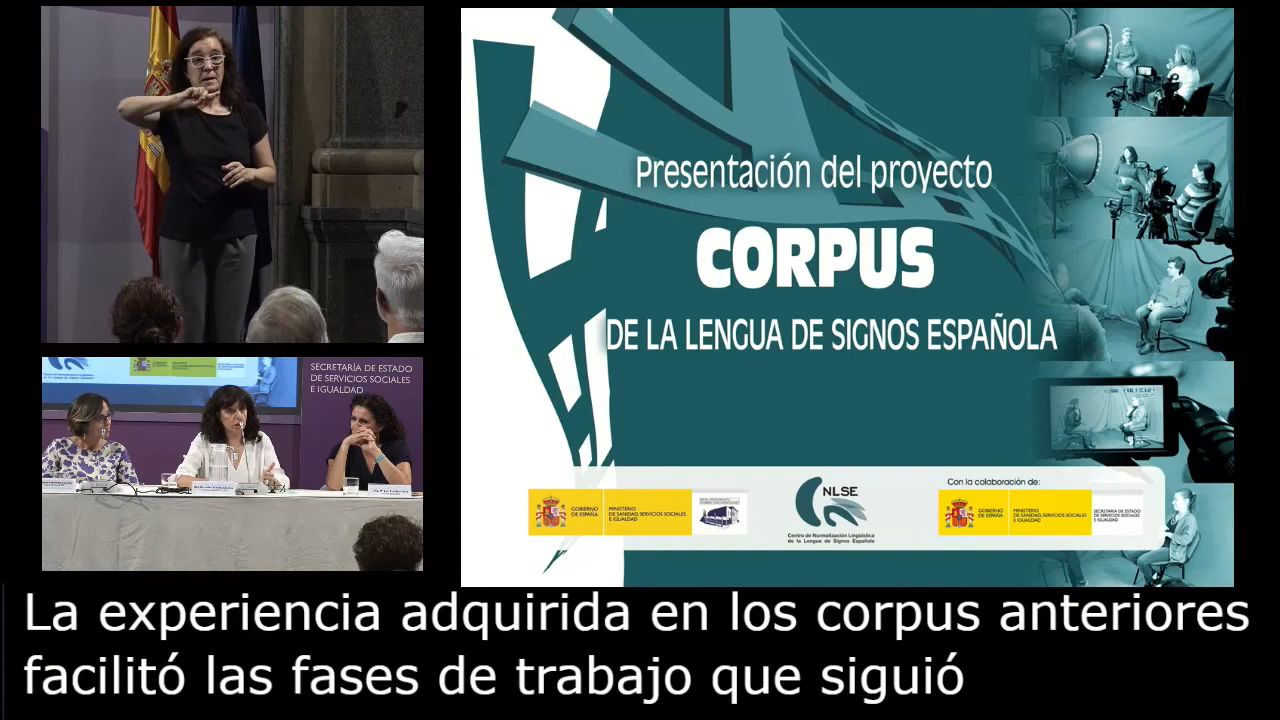 SECRETARÍA DE ESTADO
DE SERVICIOS SOCIALES
E IGUALDAD
Presentación del proyecto
CORPUS
DE LA LENGUA DE SIGNOS ESPAÑOLA
GOBIERNO
DE ESPAÑA
MINISTERIO
DE SANIDAD, SERVICIOS SOCIALES
E IGUALDAD
CNLSE
Centro de Normalización Lingüística
de la Lengua de Signos Española
Con la colaboración de:
GOBIERNO
DE ESPAÑA
MINISTERIO
DE SANIDAD, SERVICIOS SOCIALES
E IGUALDAD
SECRETARÍA DE ESTADO
DE SERVICIOS SOCIALES
E IGUALDAD
La experiencia adquirida en los corpus anteriores
facilitó las fases de trabajo que siguió